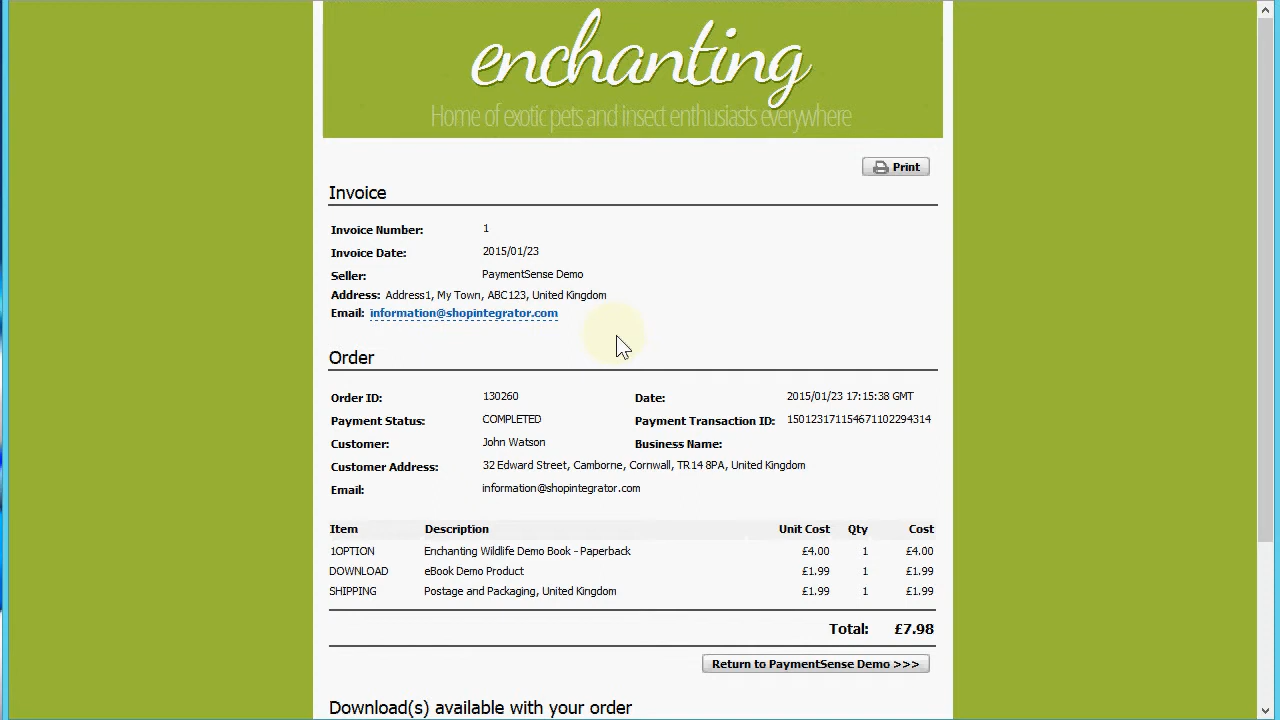 enchanting
Home of exotic pets and insect enthusiasts everywhere
Print
Invoice
Invoice Number: 1
Invoice Date: 2015/01/23
Seller: PaymentSense Demo
Address: Address1, My Town, ABC123, United Kingdom
Email: information@shopintegrator.com
Order
Order ID: 130260 Date: 2015/01/23 17:15:38 GMT
Payment Status: COMPLETED Payment Transaction ID: 150123171154671102294314
Customer: John Watson Business Name:
Customer Address: 32 Edward Street, Camborne, Cornwall, TR14 8PA, United Kingdom
Email: information@shopintegrator.com
Item Description Unit Cost Qty Cost
1OPTION Enchanting Wildlife Demo Book - Paperback £4.00 1 £4.00
DOWNLOAD eBook Demo Product £1.99 1 £1.99
SHIPPING Postage and Packaging, United Kingdom £1.99 1 £1.99
Total: £7.98
Return to PaymentSense Demo >>>
Download(s) available with your order